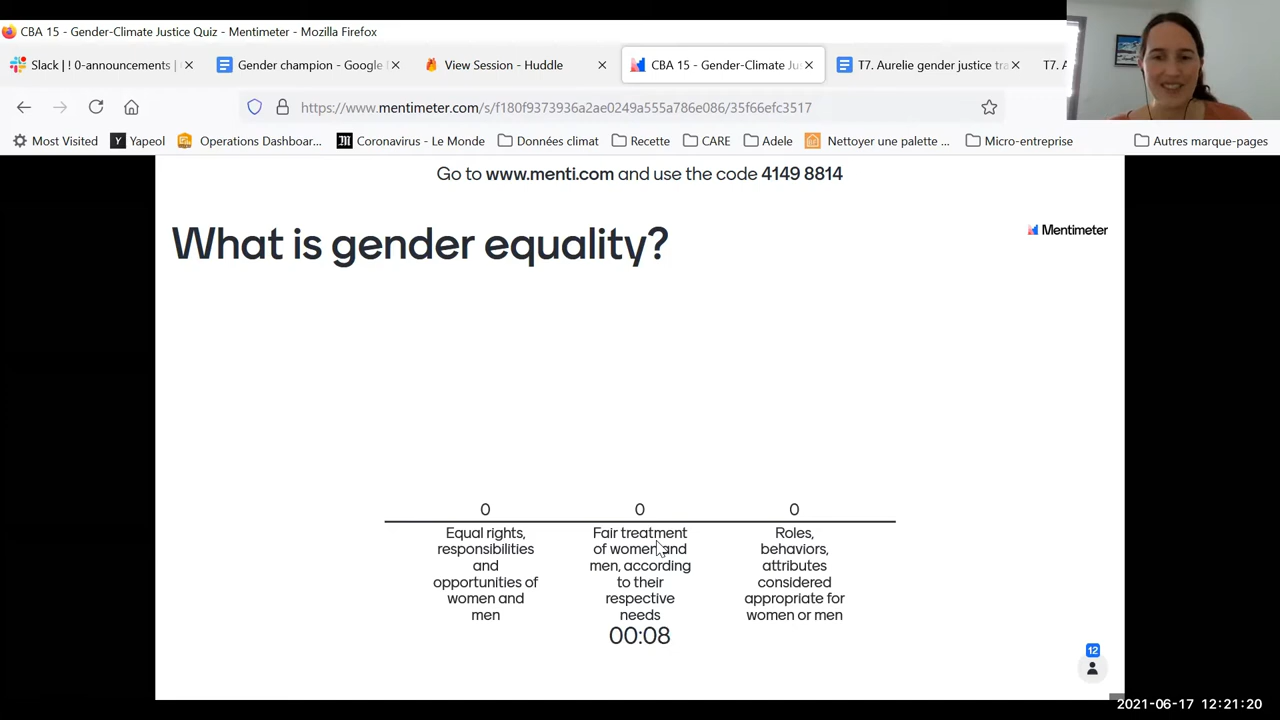 CBA 15 - Gender-Climate Justice Quiz - Mentimeter - Mozilla Firefox
Slack | ! 0-announcements |
Gender champion - Google
View Session - Huddle
CBA 15 - Gender-Climate Ju
T7. Aurelie gender justice tra
T7. A
https://www.mentimeter.com/s/f180f9373936a2ae0249a555a786e086/35f66efc3517
Most Visited
Yapeol
Operations Dashboar...
Coronavirus - Le Monde
Données climat
Recette
CARE
Adele
Nettoyer une palette ...
Micro-entreprise
Autres marque-pages
Go to www.menti.com and use the code 4149 8814
What is gender equality?
Mentimeter
0
Equal rights,
responsibilities
and
opportunities of
women and
men
0
Fair treatment
of women and
men, according
to their
respective
needs
0
Roles,
behaviors,
attributes
considered
appropriate for
women or men
00:08
12
2021-06-17 12:21:20